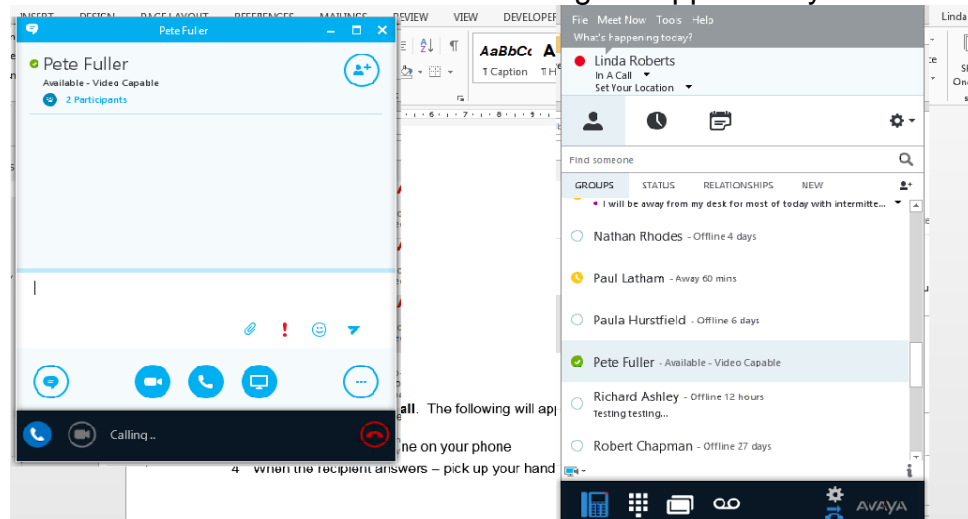 INSERT DESIGN PAGE LAYOUT REFERENCES MAILINGS REVIEW VIEW DEVELOPER
Linda
Pete Fuller
Pete Fuller
Available - Video Capable
2 Participants
Calling ..
AaBbCc
1 Caption
6 7 8 9
File Meet Now Tools Help
What's happening today?
Linda Roberts
In A Call
Set Your Location
Find someone
GROUPS STATUS RELATIONSHIPS NEW
I will be away from my desk for most of today with intermitte...
Nathan Rhodes - Offline 4 days
Paul Latham - Away 60 mins
Paula Hurstfield - Offline 6 days
Pete Fuller - Available - Video Capable
Richard Ashley - Offline 12 hours
Testing testing...
Robert Chapman - Offline 27 days
AVAYA
all. The following will app
ne on your phone
4 When the recipient answers – pick up your hand